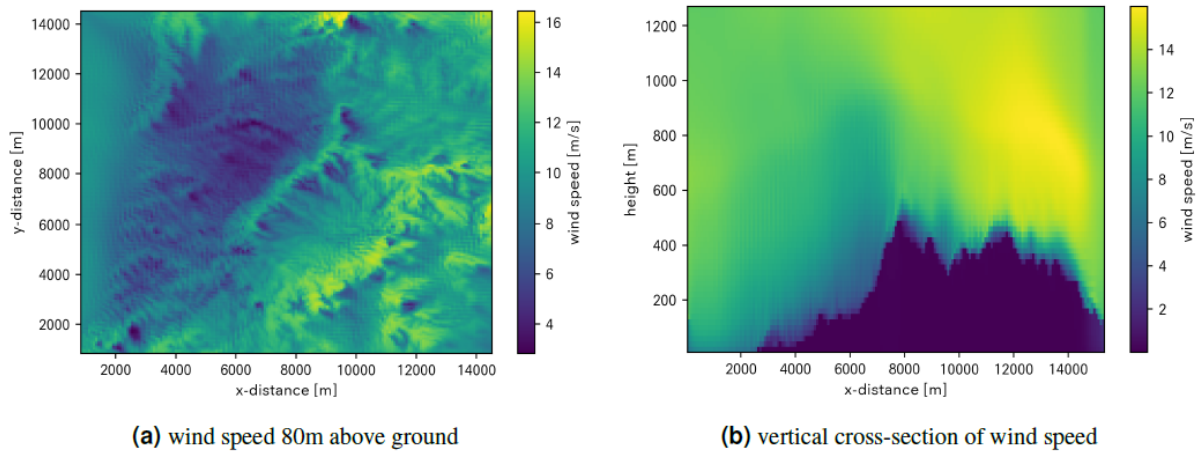 14000
12000
10000
8000
6000
4000
2000
y-distance [m]
2000 4000 6000 8000 10000 12000 14000
x-distance [m]
16
14
12
10
8
6
4
wind speed [m/s]
(a) wind speed 80m above ground
1200
1000
800
600
400
200
height [m]
2000 4000 6000 8000 10000 12000 14000
x-distance [m]
14
12
10
8
6
4
2
wind speed [m/s]
(b) vertical cross-section of wind speed